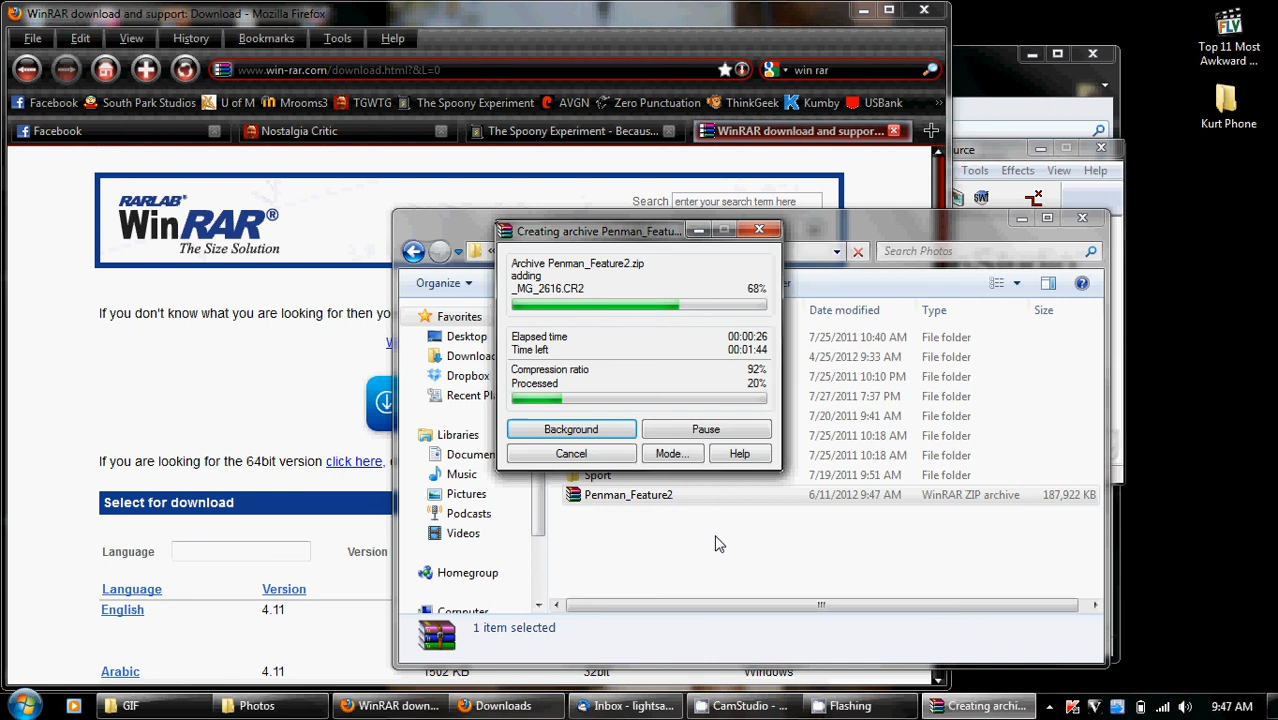 WinRAR download and support: Download - Mozilla Firefox
File Edit View History Bookmarks Tools Help
www.win-rar.com/download.html?&L=0
win rar
Facebook South Park Studios U of M Mrooms3 TGWTG The Spoony Experiment AVGN Zero Punctuation ThinkGeek Kumby USBank »
Facebook Nostalgia Critic The Spoony Experiment - Becaus... WinRAR download and suppor...
RARLAB®
WinRAR®
The Size Solution
Search enter your search term here
If you don't know what you are looking for then
If you are looking for the 64bit version click here,
Select for download
Language Version
Language Version
English 4.11
Arabic 4.11 1502 KB 32bit Windows
Tools Effects View Help
Search Photos
Organize
Favorites
Desktop
Dropbox
Libraries
Music
Pictures
Podcasts
Videos
Homegroup
Computer
Date modified Type Size
7/25/2011 10:40 AM File folder
4/25/2012 9:33 AM File folder
7/25/2011 10:10 PM File folder
7/27/2011 7:37 PM File folder
7/20/2011 9:41 AM File folder
7/25/2011 10:18 AM File folder
7/25/2011 10:18 AM File folder
Sport 7/19/2011 9:51 AM File folder
Penman_Feature2 6/11/2012 9:47 AM WinRAR ZIP archive 187,922 KB
1 item selected
Creating archive Penman_Featu...
Archive Penman_Feature2.zip
adding
_MG_2616.CR2 68%
Elapsed time 00:00:26
Time left 00:01:44
Compression ratio 92%
Processed 20%
Background Pause
Cancel Mode... Help
FLV
Top 11 Most
Awkward ...
Kurt Phone
GIF Photos WinRAR down... Downloads Inbox - lightsa... CamStudio - ... Flashing Creating archi... 9:47 AM